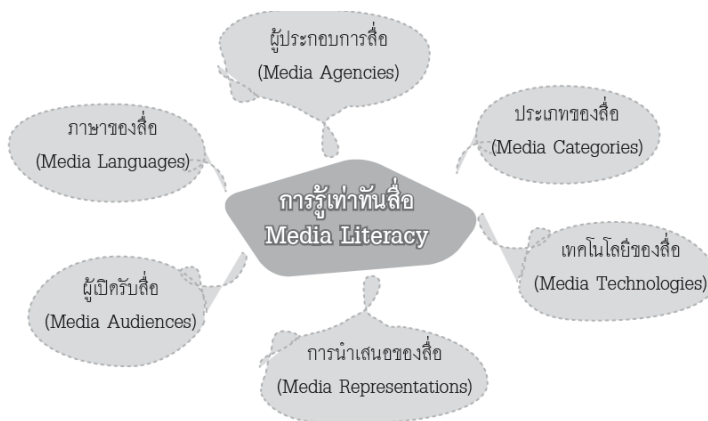 ผู้ประกอบการสื่อ
(Media Agencies)
ภาษาของสื่อ
(Media Languages)
ประเภทของสื่อ
(Media Categories)
การรู้เท่าทันสื่อ
Media Literacy
เทคโนโลยีของสื่อ
(Media Technologies)
ผู้เปิดรับสื่อ
(Media Audiences)
การนำเสนอของสื่อ
(Media Representations)